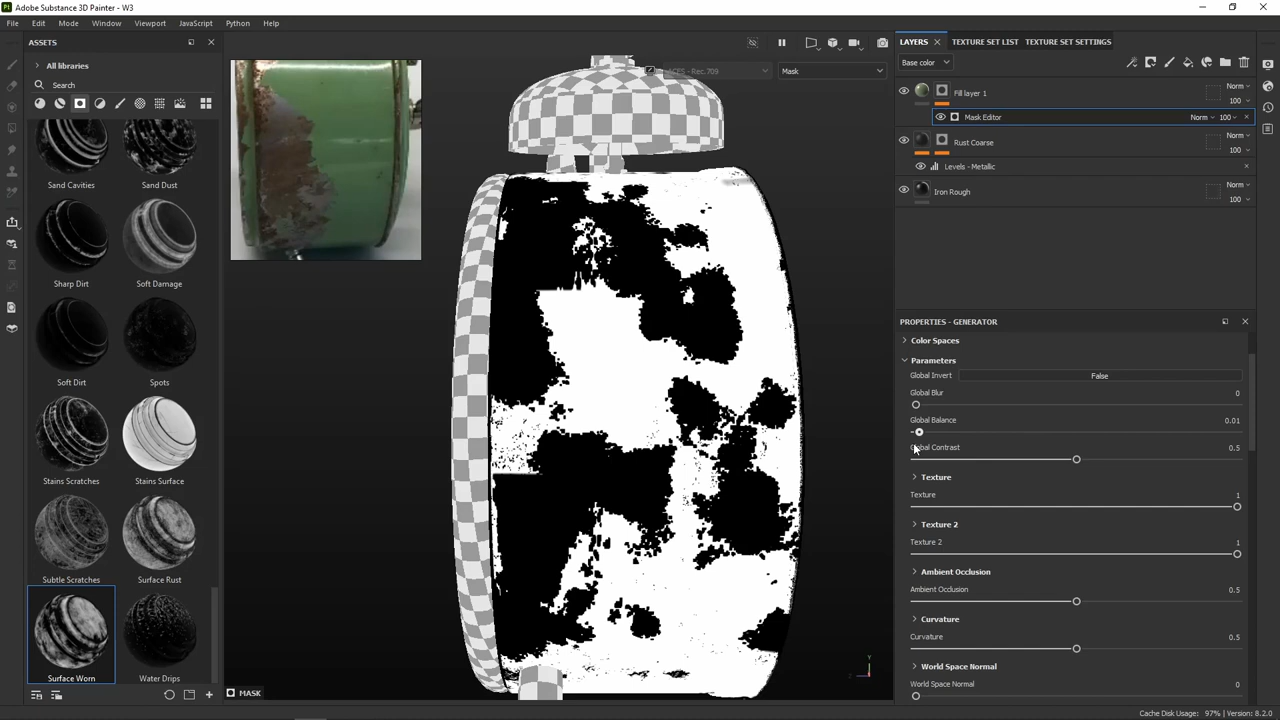 Pt Adobe Substance 3D Painter - W3
File Edit Mode Viewport JavaScript Python Help
ASSETS
All libraries
Search
Sand Cavities Sand Dust
Sharp Dirt Soft Damage
Soft Dirt Spots
Stains Scratches Stains Surface
Subtle Scratches Surface Rust
Surface Worn Water Drips
ACES - Rec.709
Mask
MASK
Y
Z
LAYERS TEXTURE SET LIST TEXTURE SET SETTINGS
Base color
Fill layer 1 Norm
100
Mask Editor Norm 100
Rust Coarse Norm
100
Levels - Metallic
Iron Rough Norm
100
PROPERTIES - GENERATOR
Color Spaces
Parameters
Global Invert False
Global Blur 0
Global Balance 0.01
Global Contrast 0.5
Texture
Texture 1
Texture 2
Texture 2 1
Ambient Occlusion
Ambient Occlusion 0.5
Curvature
Curvature 0.5
World Space Normal
World Space Normal 0
Cache Disk Usage: 97% | Version: 8.2.0